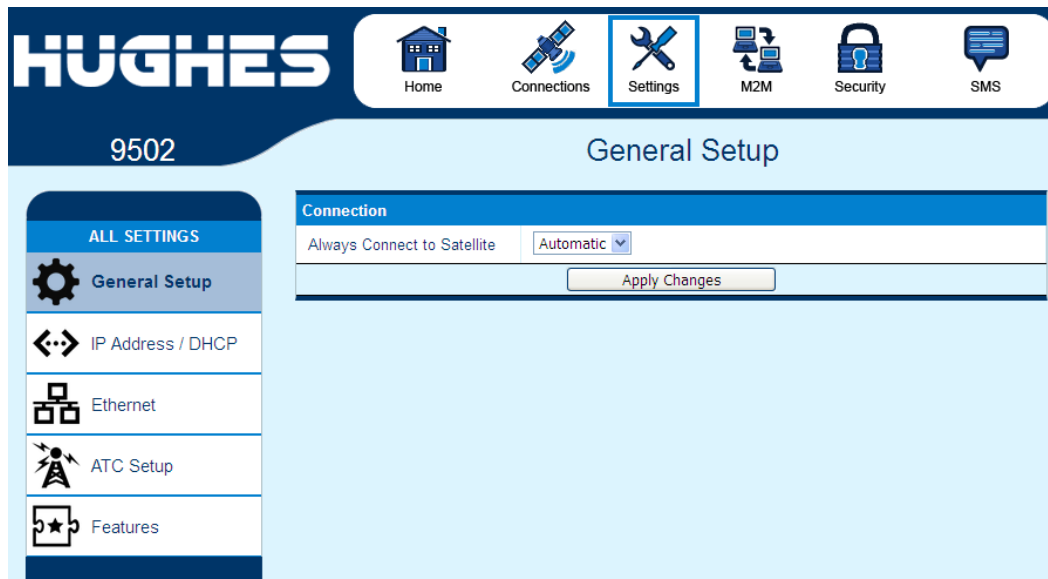 HUGHES
Home
Connections
Settings
M2M
Security
SMS
9502
General Setup
ALL SETTINGS
General Setup
IP Address / DHCP
Ethernet
ATC Setup
Features
Connection
Always Connect to Satellite
Automatic
Apply Changes